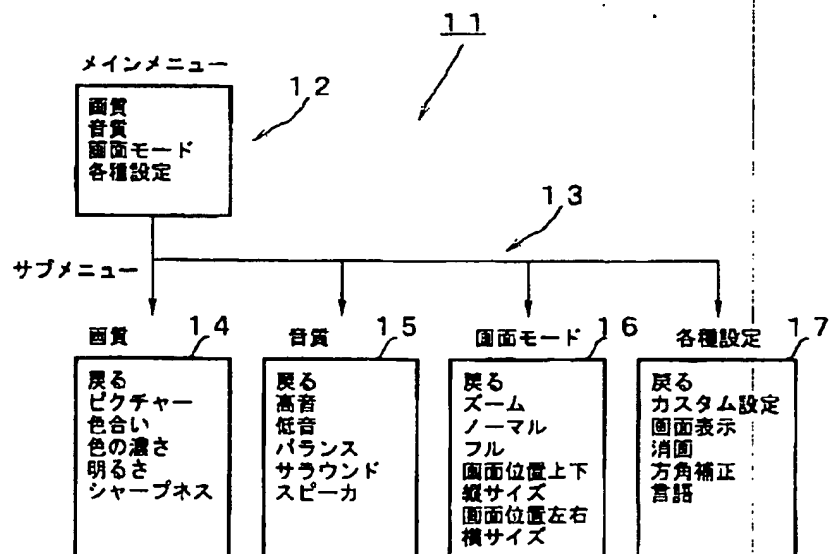 11
メインメニュー
12
画質
音質
画面モード
各種設定
13
サブメニュー
画質
14
戻る
ピクチャー
色合い
色の濃さ
明るさ
シャープネス
音質
15
戻る
高音
低音
バランス
サラウンド
スピーカ
画面モード
16
戻る
ズーム
ノーマル
フル
画面位置上下
縦サイズ
画面位置左右
横サイズ
各種設定
17
戻る
カスタム設定
画面表示
消画
方角補正
言語